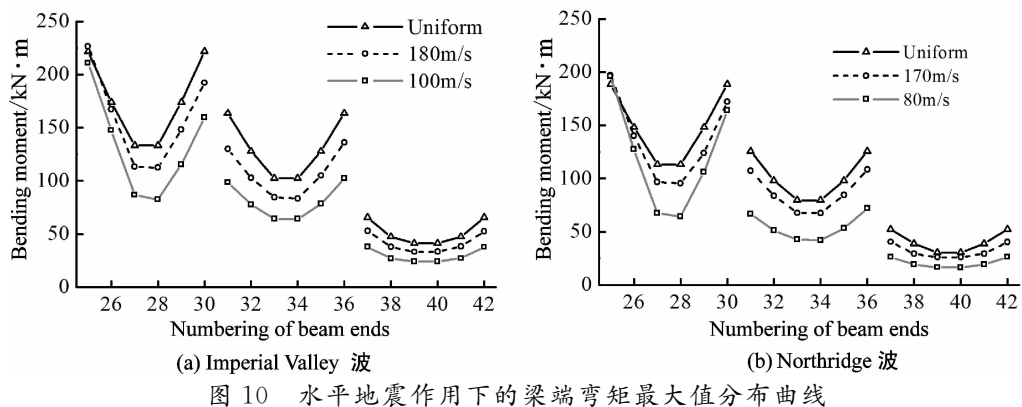 Bending moment/kN·m
250
200
150
100
50
0
Uniform
180m/s
100m/s
26 28 30 32 34 36 38 40 42
Numbering of beam ends
(a) Imperial Valley 波
Bending moment/kN·m
250
200
150
100
50
0
Uniform
170m/s
80m/s
26 28 30 32 34 36 38 40 42
Numbering of beam ends
(b) Northridge 波
图 10 水平地震作用下的梁端弯矩最大值分布曲线